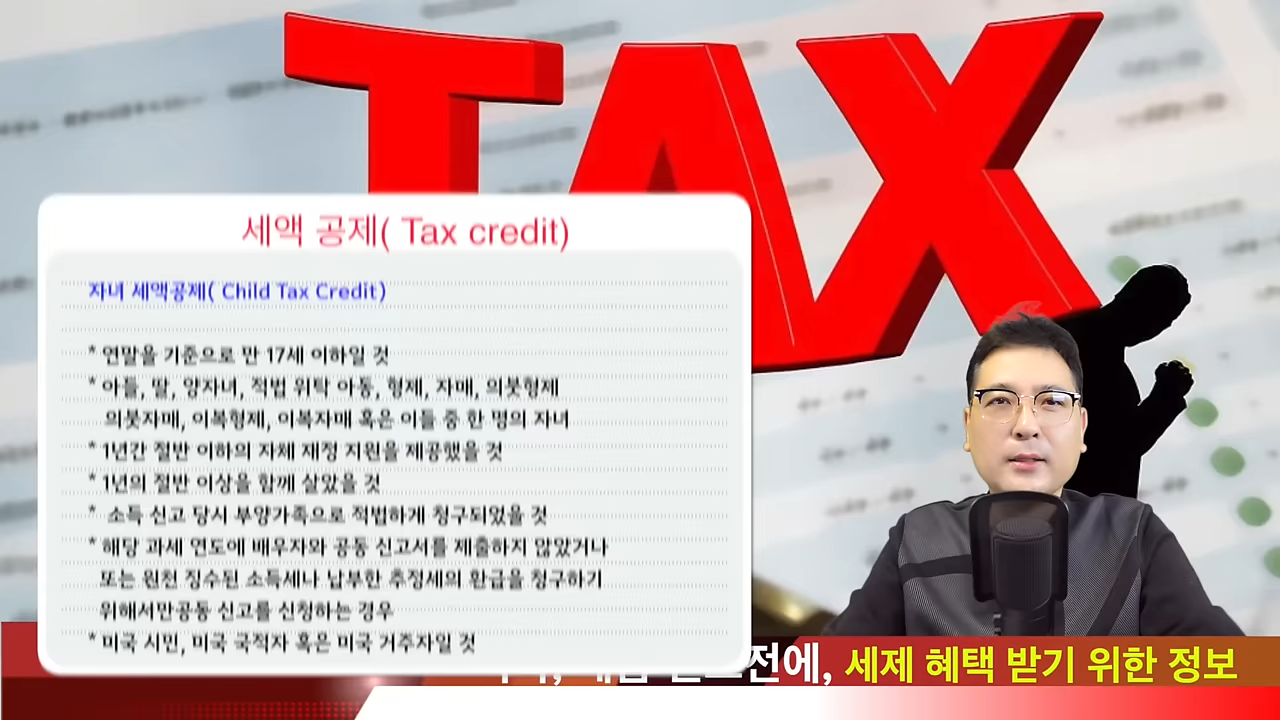 TAX
세액 공제( Tax credit)
자녀 세액공제( Child Tax Credit)
* 연말을 기준으로 만 17세 이하일 것
* 아들, 딸, 양자녀, 적법 위탁 아동, 형제, 자매, 의붓형제
의붓자매, 이복형제, 이복자매 혹은 이들 중 한 명의 자녀
* 1년간 절반 이하의 자체 재정 지원을 제공했을 것
* 1년의 절반 이상을 함께 살았을 것
* 소득 신고 당시 부양가족으로 적법하게 청구되었을 것
* 해당 과세 연도에 배우자와 공동 신고서를 제출하지 않았거나
또는 원천 징수된 소득세나 납부한 추정세의 환급을 청구하기
위해서만공동 신고를 신청하는 경우
* 미국 시민, 미국 국적자 혹은 미국 거주자일 것
전에, 세제 혜택 받기 위한 정보